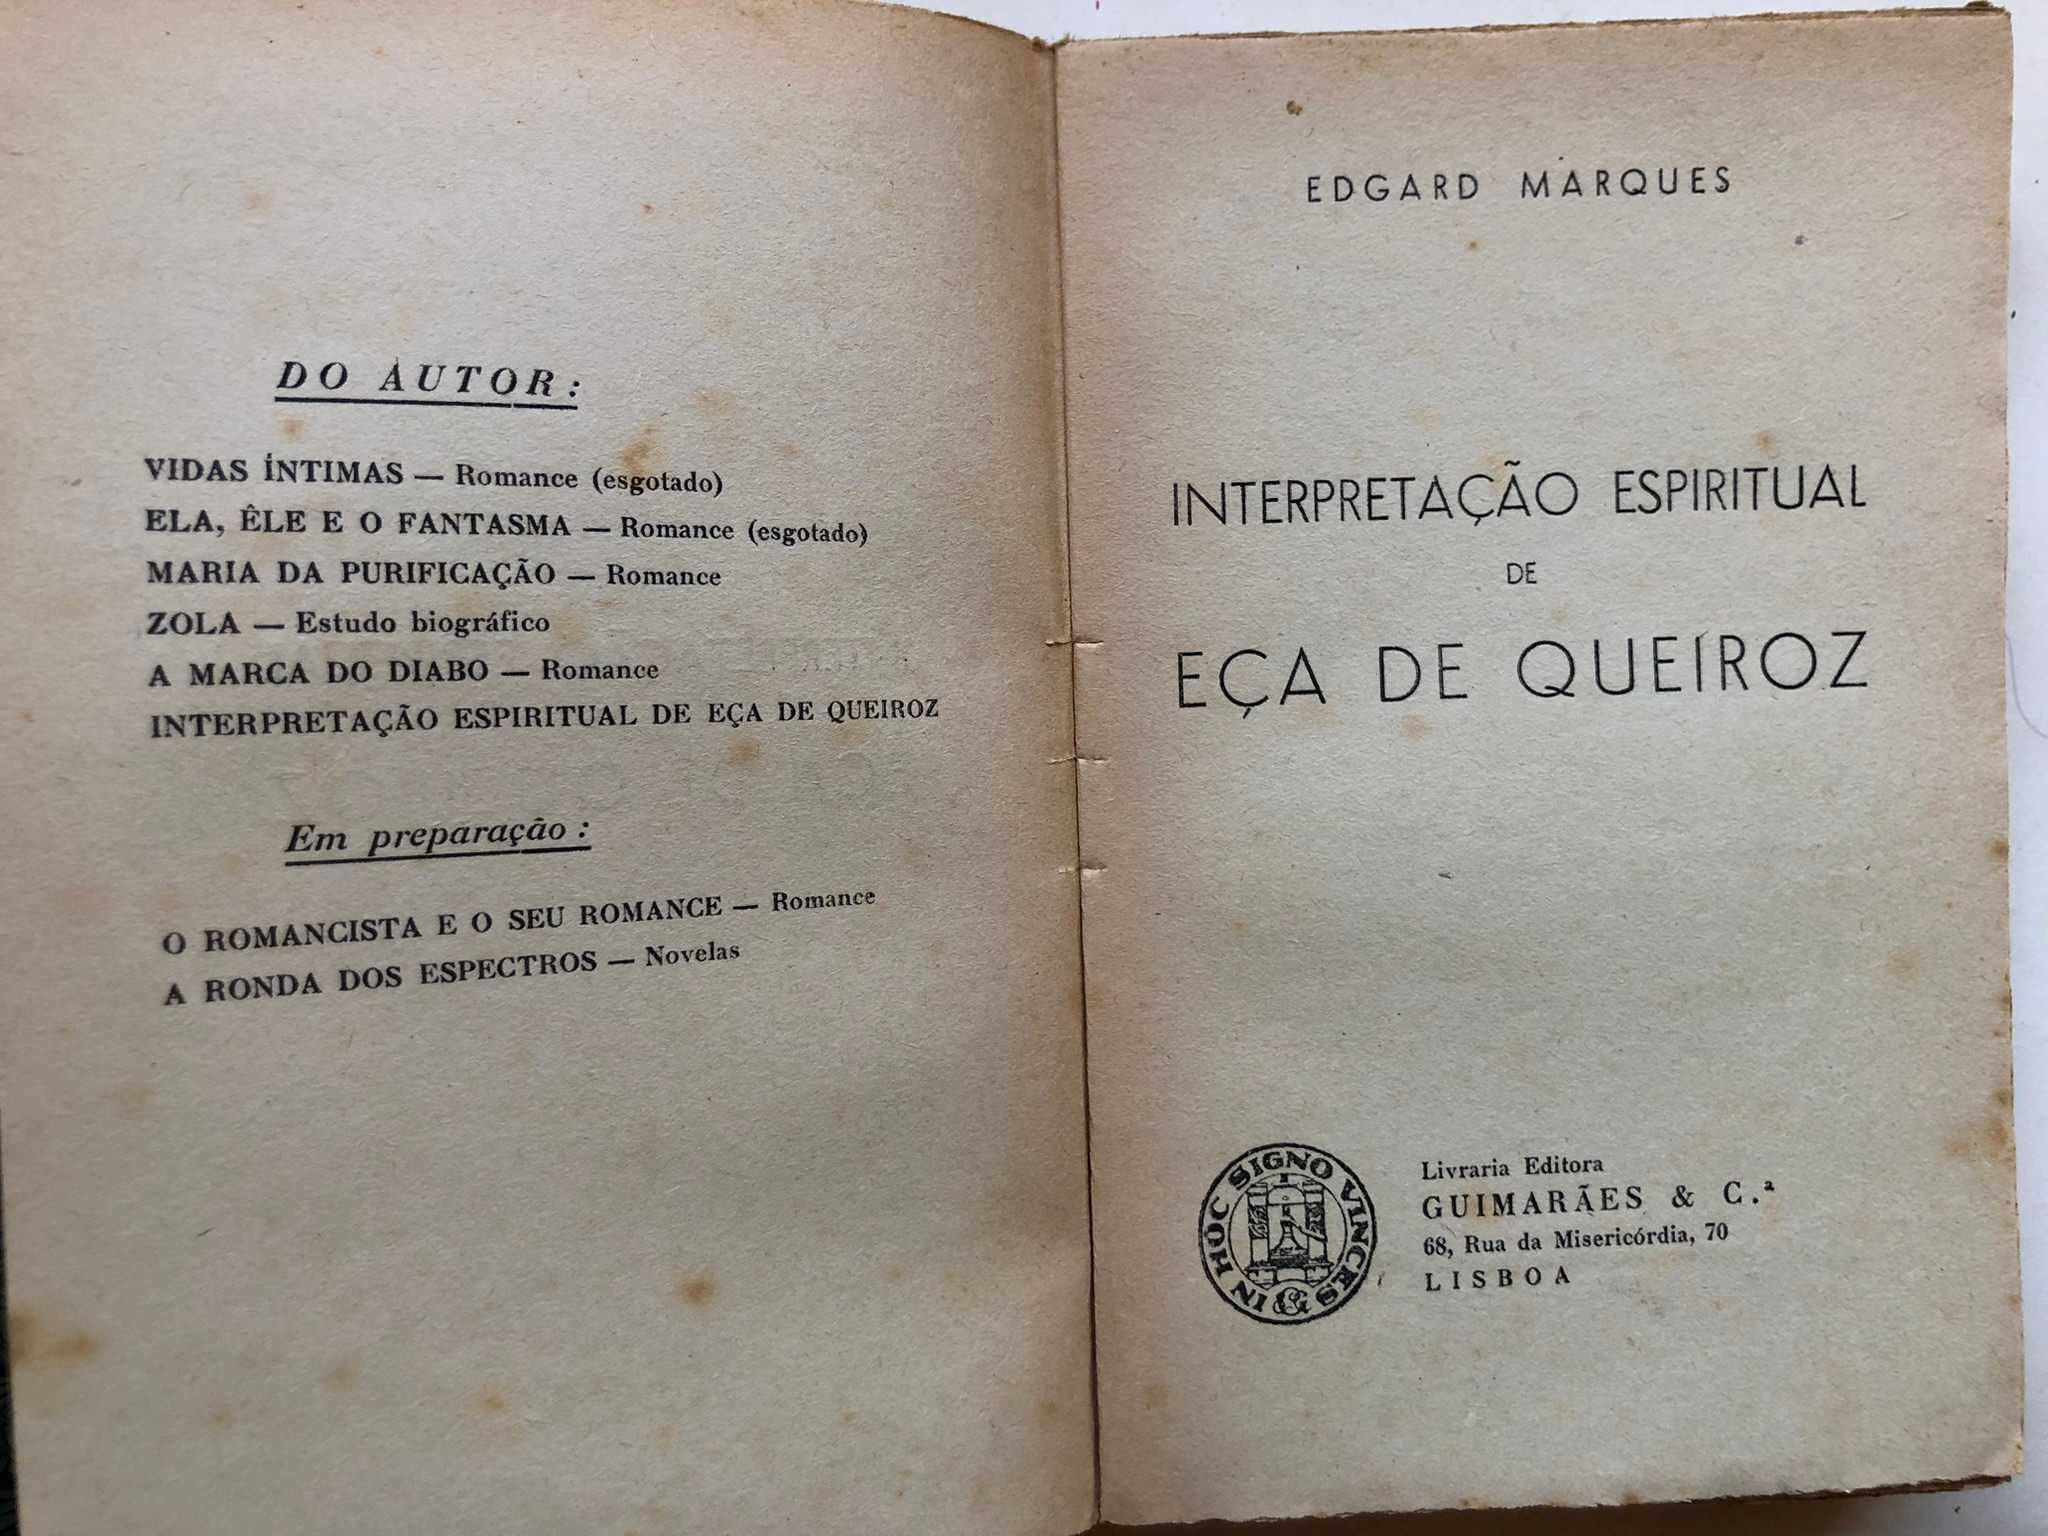 DO AUTOR:
VIDAS ÍNTIMAS — Romance (esgotado)
ELA, ÊLE E O FANTASMA — Romance (esgotado)
MARIA DA PURIFICAÇÃO — Romance
ZOLA — Estudo biográfico
A MARCA DO DIABO — Romance
INTERPRETAÇÃO ESPIRITUAL DE EÇA DE QUEIROZ
Em preparação:
O ROMANCISTA E O SEU ROMANCE — Romance
A RONDA DOS ESPECTROS — Novelas
EDGARD MARQUES
INTERPRETAÇÃO ESPIRITUAL
DE
EÇA DE QUEIROZ
IN HOC SIGNO VINCES
Livraria Editora
GUIMARÃES & C.ª
68, Rua da Misericórdia, 70
LISBOA